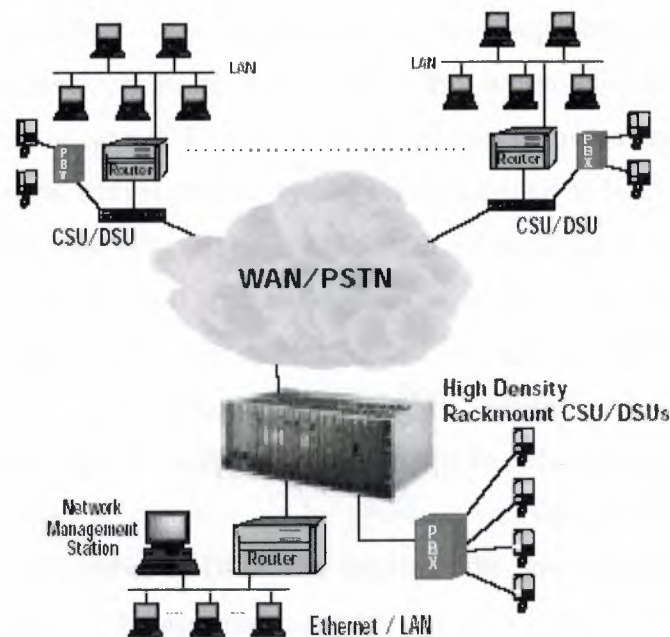 LAN
LAN
Router
Router
PBX
PBX
CSU/DSU
CSU/DSU
WAN/PSTN
High Density
Rackmount CSU/DSUs
Network
Management
Station
Router
PBX
Ethernet / LAN